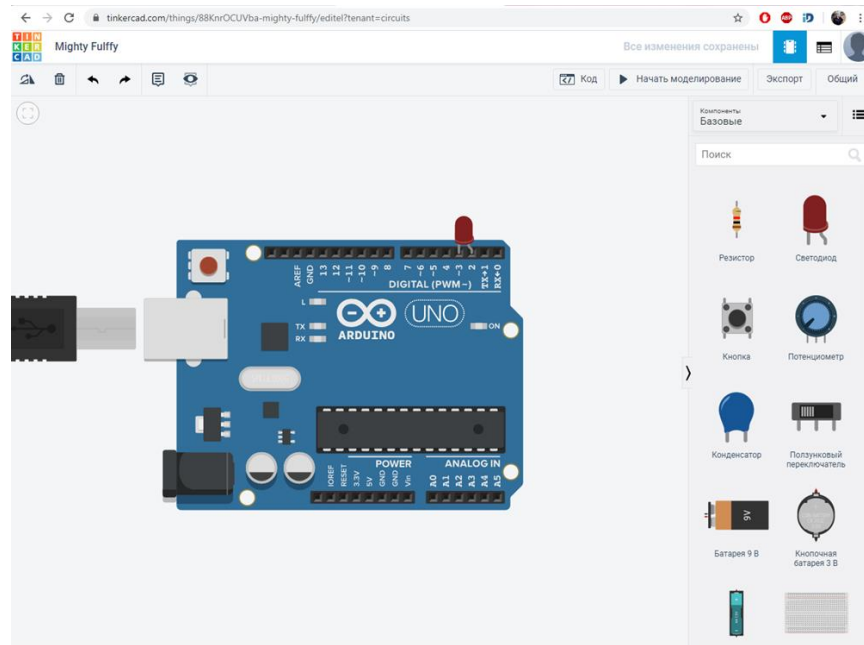 tinkercad.com/things/88KnrOCUVba-mighty-fulffy/editel?tenant=circuits
ABP
TIN
KER
CAD
Mighty Fulffy
Все изменения сохранены
Код
Начать моделирование
Экспорт
Общий
Компоненты
Базовые
Поиск
Резистор
Светодиод
Кнопка
Потенциометр
Конденсатор
Ползунковый
переключатель
9V
Батарея 9 В
Кнопочная
батарея 3 В
AREF
GND
13
12
~11
~10
~9
8
7
~6
~5
4
~3
2
TX→1
RX←0
DIGITAL (PWM ~)
L
TX
RX
ARDUINO
UNO
ON
POWER
ANALOG IN
IOREF
RESET
3.3V
5V
GND
GND
Vin
A0
A1
A2
A3
A4
A5